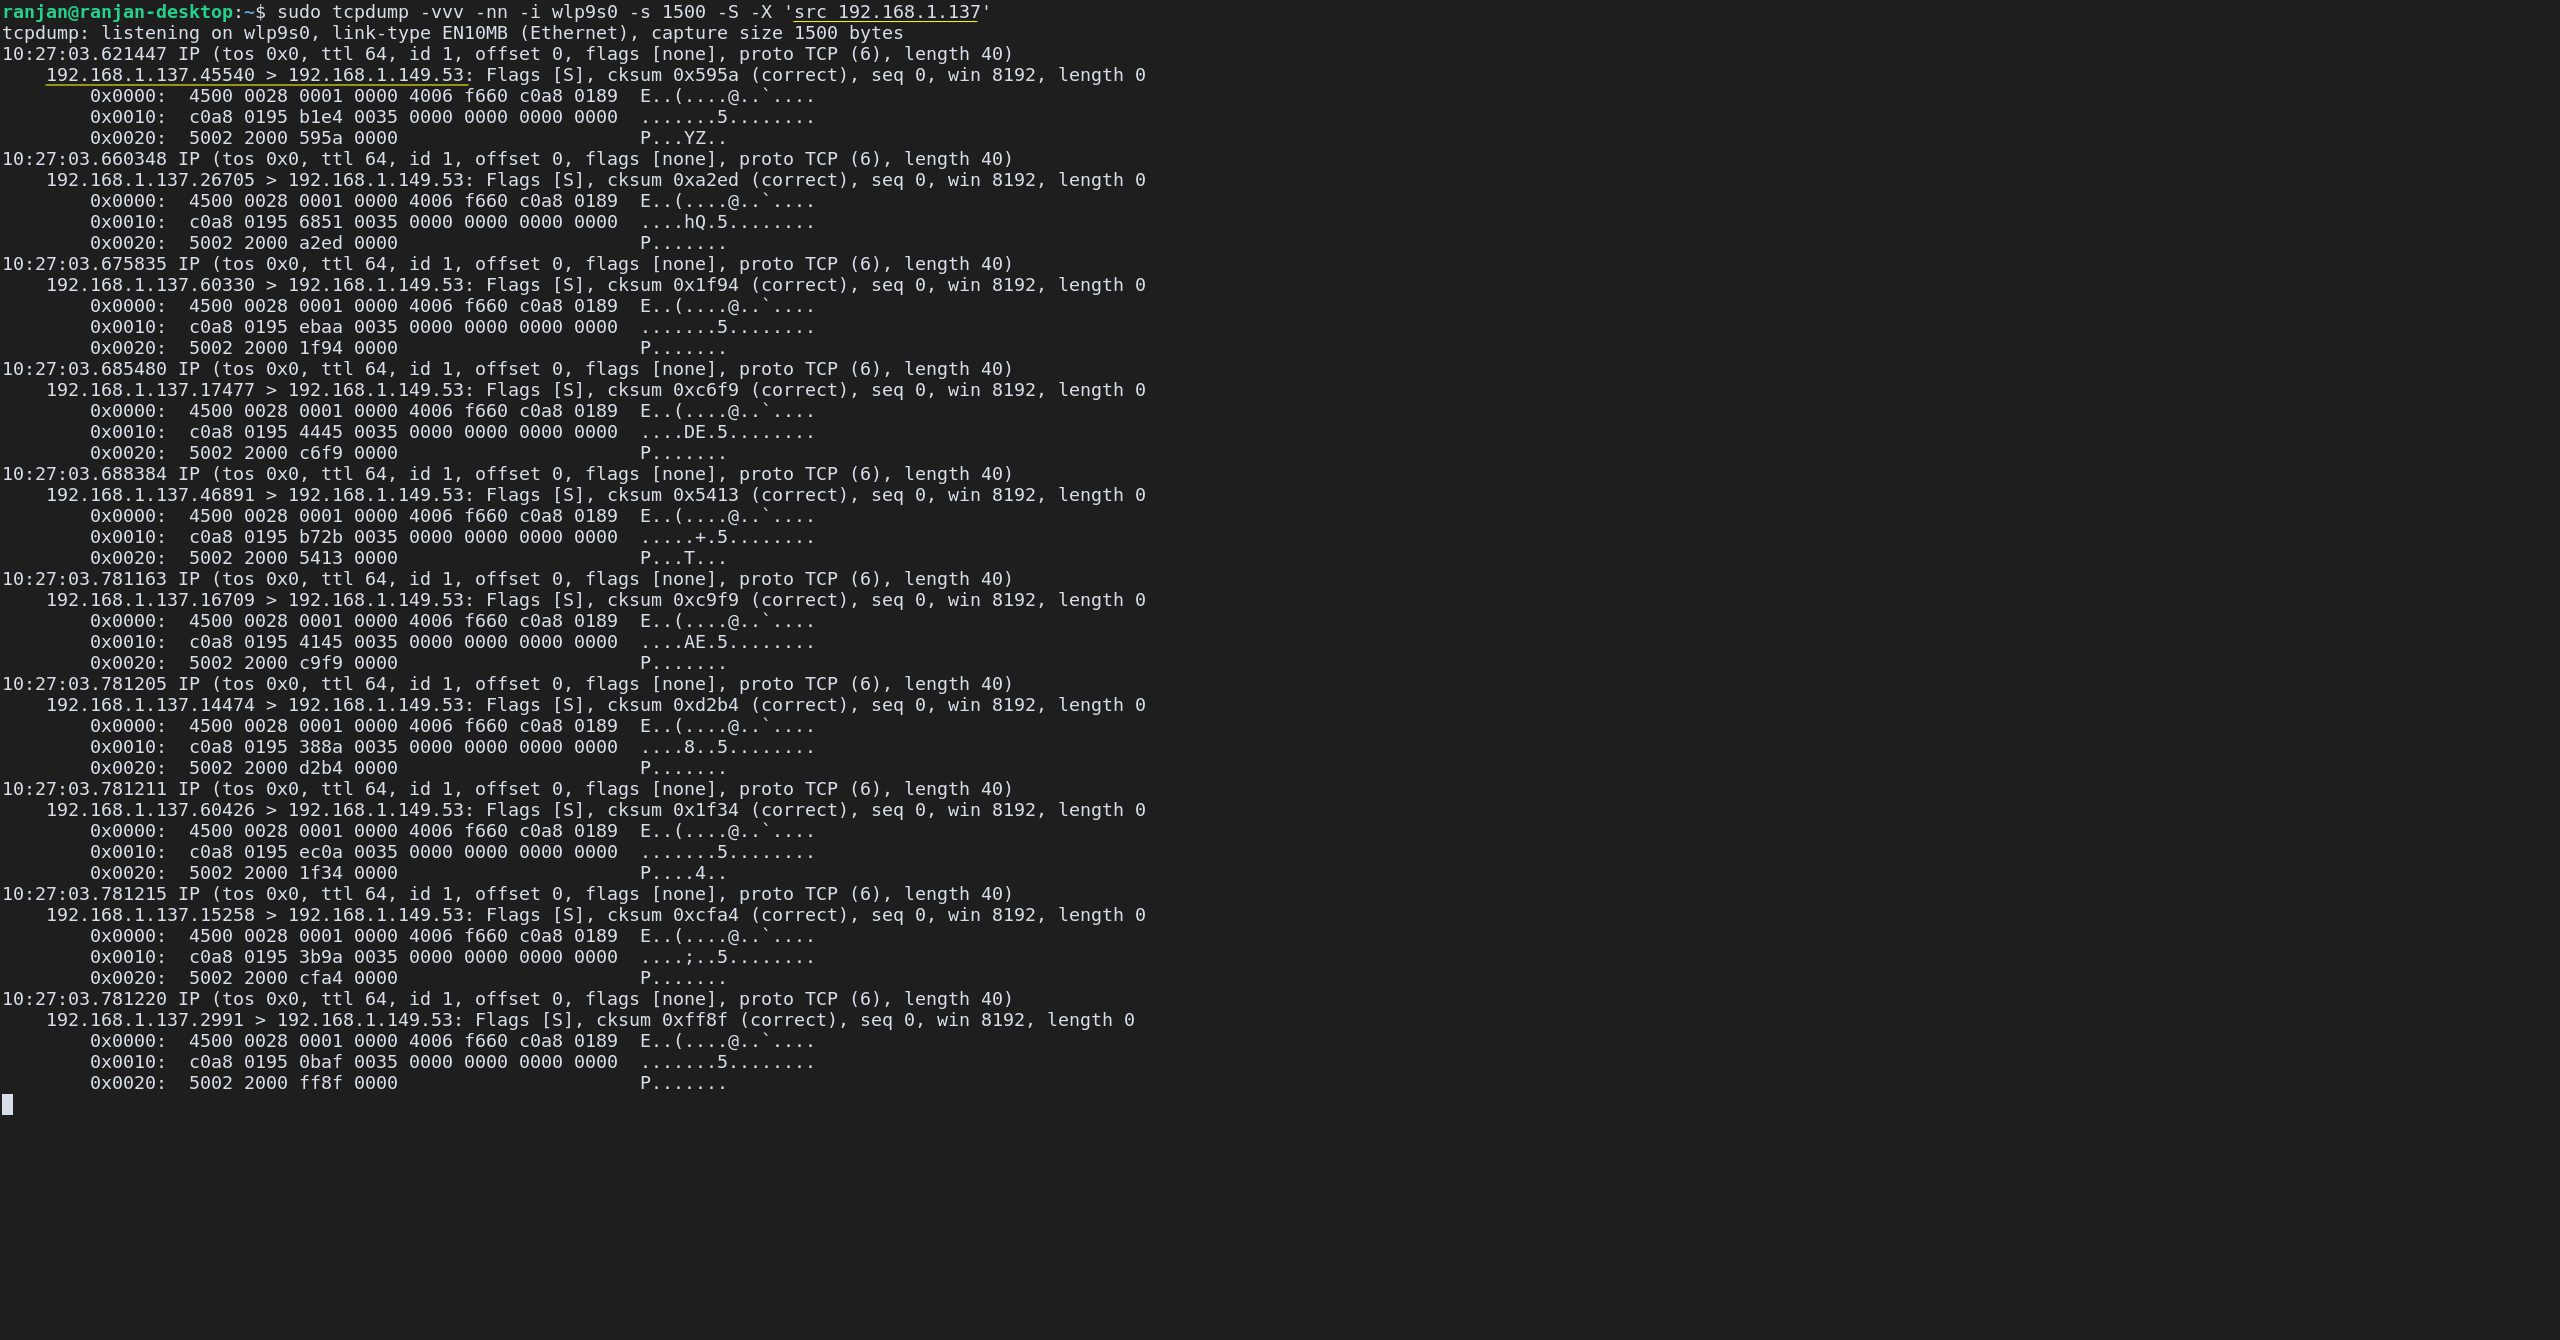 ranjan@ranjan-desktop:~$ sudo tcpdump -vvv -nn -i wlp9s0 -s 1500 -S -X 'src 192.168.1.137'
tcpdump: listening on wlp9s0, link-type EN10MB (Ethernet), capture size 1500 bytes
10:27:03.621447 IP (tos 0x0, ttl 64, id 1, offset 0, flags [none], proto TCP (6), length 40)
    192.168.1.137.45540 > 192.168.1.149.53: Flags [S], cksum 0x595a (correct), seq 0, win 8192, length 0
        0x0000:  4500 0028 0001 0000 4006 f660 c0a8 0189  E..(....@..`....
        0x0010:  c0a8 0195 b1e4 0035 0000 0000 0000 0000  .......5........
        0x0020:  5002 2000 595a 0000                      P...YZ..
10:27:03.660348 IP (tos 0x0, ttl 64, id 1, offset 0, flags [none], proto TCP (6), length 40)
    192.168.1.137.26705 > 192.168.1.149.53: Flags [S], cksum 0xa2ed (correct), seq 0, win 8192, length 0
        0x0000:  4500 0028 0001 0000 4006 f660 c0a8 0189  E..(....@..`....
        0x0010:  c0a8 0195 6851 0035 0000 0000 0000 0000  ....hQ.5........
        0x0020:  5002 2000 a2ed 0000                      P.......
10:27:03.675835 IP (tos 0x0, ttl 64, id 1, offset 0, flags [none], proto TCP (6), length 40)
    192.168.1.137.60330 > 192.168.1.149.53: Flags [S], cksum 0x1f94 (correct), seq 0, win 8192, length 0
        0x0000:  4500 0028 0001 0000 4006 f660 c0a8 0189  E..(....@..`....
        0x0010:  c0a8 0195 ebaa 0035 0000 0000 0000 0000  .......5........
        0x0020:  5002 2000 1f94 0000                      P.......
10:27:03.685480 IP (tos 0x0, ttl 64, id 1, offset 0, flags [none], proto TCP (6), length 40)
    192.168.1.137.17477 > 192.168.1.149.53: Flags [S], cksum 0xc6f9 (correct), seq 0, win 8192, length 0
        0x0000:  4500 0028 0001 0000 4006 f660 c0a8 0189  E..(....@..`....
        0x0010:  c0a8 0195 4445 0035 0000 0000 0000 0000  ....DE.5........
        0x0020:  5002 2000 c6f9 0000                      P.......
10:27:03.688384 IP (tos 0x0, ttl 64, id 1, offset 0, flags [none], proto TCP (6), length 40)
    192.168.1.137.46891 > 192.168.1.149.53: Flags [S], cksum 0x5413 (correct), seq 0, win 8192, length 0
        0x0000:  4500 0028 0001 0000 4006 f660 c0a8 0189  E..(....@..`....
        0x0010:  c0a8 0195 b72b 0035 0000 0000 0000 0000  .....+.5........
        0x0020:  5002 2000 5413 0000                      P...T...
10:27:03.781163 IP (tos 0x0, ttl 64, id 1, offset 0, flags [none], proto TCP (6), length 40)
    192.168.1.137.16709 > 192.168.1.149.53: Flags [S], cksum 0xc9f9 (correct), seq 0, win 8192, length 0
        0x0000:  4500 0028 0001 0000 4006 f660 c0a8 0189  E..(....@..`....
        0x0010:  c0a8 0195 4145 0035 0000 0000 0000 0000  ....AE.5........
        0x0020:  5002 2000 c9f9 0000                      P.......
10:27:03.781205 IP (tos 0x0, ttl 64, id 1, offset 0, flags [none], proto TCP (6), length 40)
    192.168.1.137.14474 > 192.168.1.149.53: Flags [S], cksum 0xd2b4 (correct), seq 0, win 8192, length 0
        0x0000:  4500 0028 0001 0000 4006 f660 c0a8 0189  E..(....@..`....
        0x0010:  c0a8 0195 388a 0035 0000 0000 0000 0000  ....8..5........
        0x0020:  5002 2000 d2b4 0000                      P.......
10:27:03.781211 IP (tos 0x0, ttl 64, id 1, offset 0, flags [none], proto TCP (6), length 40)
    192.168.1.137.60426 > 192.168.1.149.53: Flags [S], cksum 0x1f34 (correct), seq 0, win 8192, length 0
        0x0000:  4500 0028 0001 0000 4006 f660 c0a8 0189  E..(....@..`....
        0x0010:  c0a8 0195 ec0a 0035 0000 0000 0000 0000  .......5........
        0x0020:  5002 2000 1f34 0000                      P....4..
10:27:03.781215 IP (tos 0x0, ttl 64, id 1, offset 0, flags [none], proto TCP (6), length 40)
    192.168.1.137.15258 > 192.168.1.149.53: Flags [S], cksum 0xcfa4 (correct), seq 0, win 8192, length 0
        0x0000:  4500 0028 0001 0000 4006 f660 c0a8 0189  E..(....@..`....
        0x0010:  c0a8 0195 3b9a 0035 0000 0000 0000 0000  ....;..5........
        0x0020:  5002 2000 cfa4 0000                      P.......
10:27:03.781220 IP (tos 0x0, ttl 64, id 1, offset 0, flags [none], proto TCP (6), length 40)
    192.168.1.137.2991 > 192.168.1.149.53: Flags [S], cksum 0xff8f (correct), seq 0, win 8192, length 0
        0x0000:  4500 0028 0001 0000 4006 f660 c0a8 0189  E..(....@..`....
        0x0010:  c0a8 0195 0baf 0035 0000 0000 0000 0000  .......5........
        0x0020:  5002 2000 ff8f 0000                      P.......